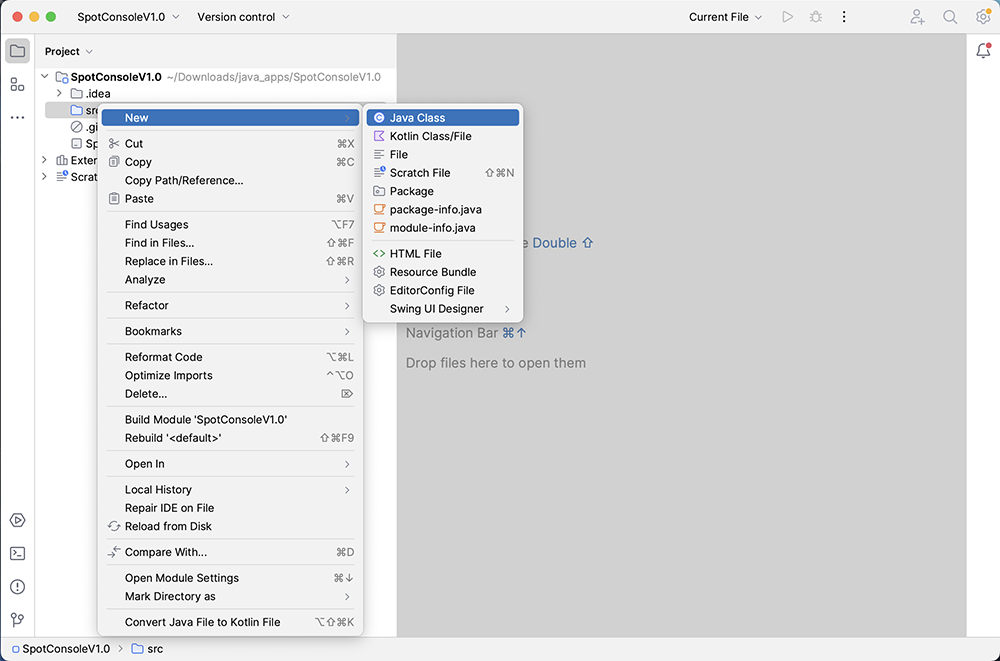 SpotConsoleV1.0 Version control Current File
Project
SpotConsoleV1.0 ~/Downloads/java_apps/SpotConsoleV1.0
.idea
src
.gi
Sp
Exter
Scrat
New
Cut ⌘X
Copy ⌘C
Copy Path/Reference...
Paste ⌘V
Find Usages ⌥F7
Find in Files... ⇧⌘F
Replace in Files... ⇧⌘R
Analyze
Refactor
Bookmarks
Reformat Code ⌥⌘L
Optimize Imports ⌃⌥O
Delete... ⌦
Build Module 'SpotConsoleV1.0'
Rebuild '<default>' ⇧⌘F9
Open In
Local History
Repair IDE on File
Reload from Disk
Compare With... ⌘D
Open Module Settings ⌘↓
Mark Directory as
Convert Java File to Kotlin File ⌥⇧⌘K
Java Class
Kotlin Class/File
File
Scratch File ⇧⌘N
Package
package-info.java
module-info.java
HTML File
Resource Bundle
EditorConfig File
Swing UI Designer
e Double ⇧
Navigation Bar ⌘↑
Drop files here to open them
SpotConsoleV1.0 > src